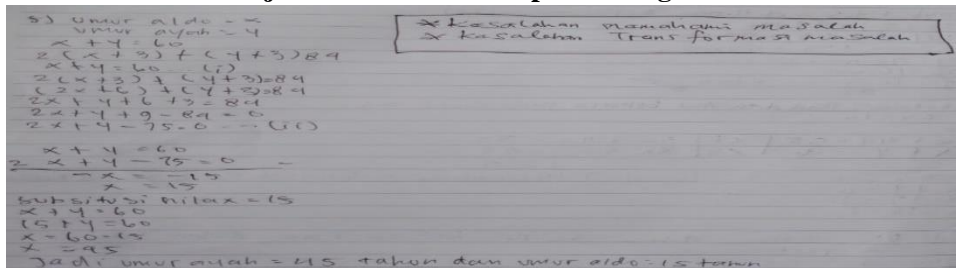 5) umur aldo = x
umur ayah = y
x + y = 60
2 (x + 3) + (y + 3) 84
x + y = 60 (i)
2 (x + 3) + (y + 3) = 84
(2x + 6) + (y + 3) = 84
2x + y + 6 + 3 = 84
2x + y + 9 - 84 = 0
2x + y - 75 = 0 ... (ii)
x + y = 60
2 x + y - 75 = 0 -
- x = -15
x = 15
Subsitusi nilai x = 15
x + y = 60
15 + y = 60
x = 60 - 15
x = 45
Jadi umur ayah = 45 tahun dan umur aldo = 15 tahun
* Kesalahan memahami masalah
* Kesalahan Transformasi masalah